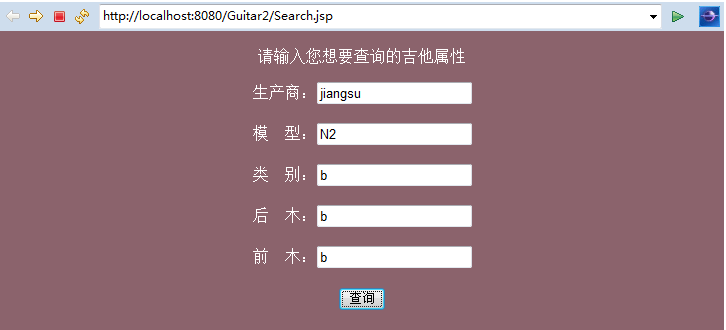 http://localhost:8080/Guitar2/Search.jsp
请输入您想要查询的吉他属性
生产商：jiangsu
模　型：N2
类　别：b
后　木：b
前　木：b
查询